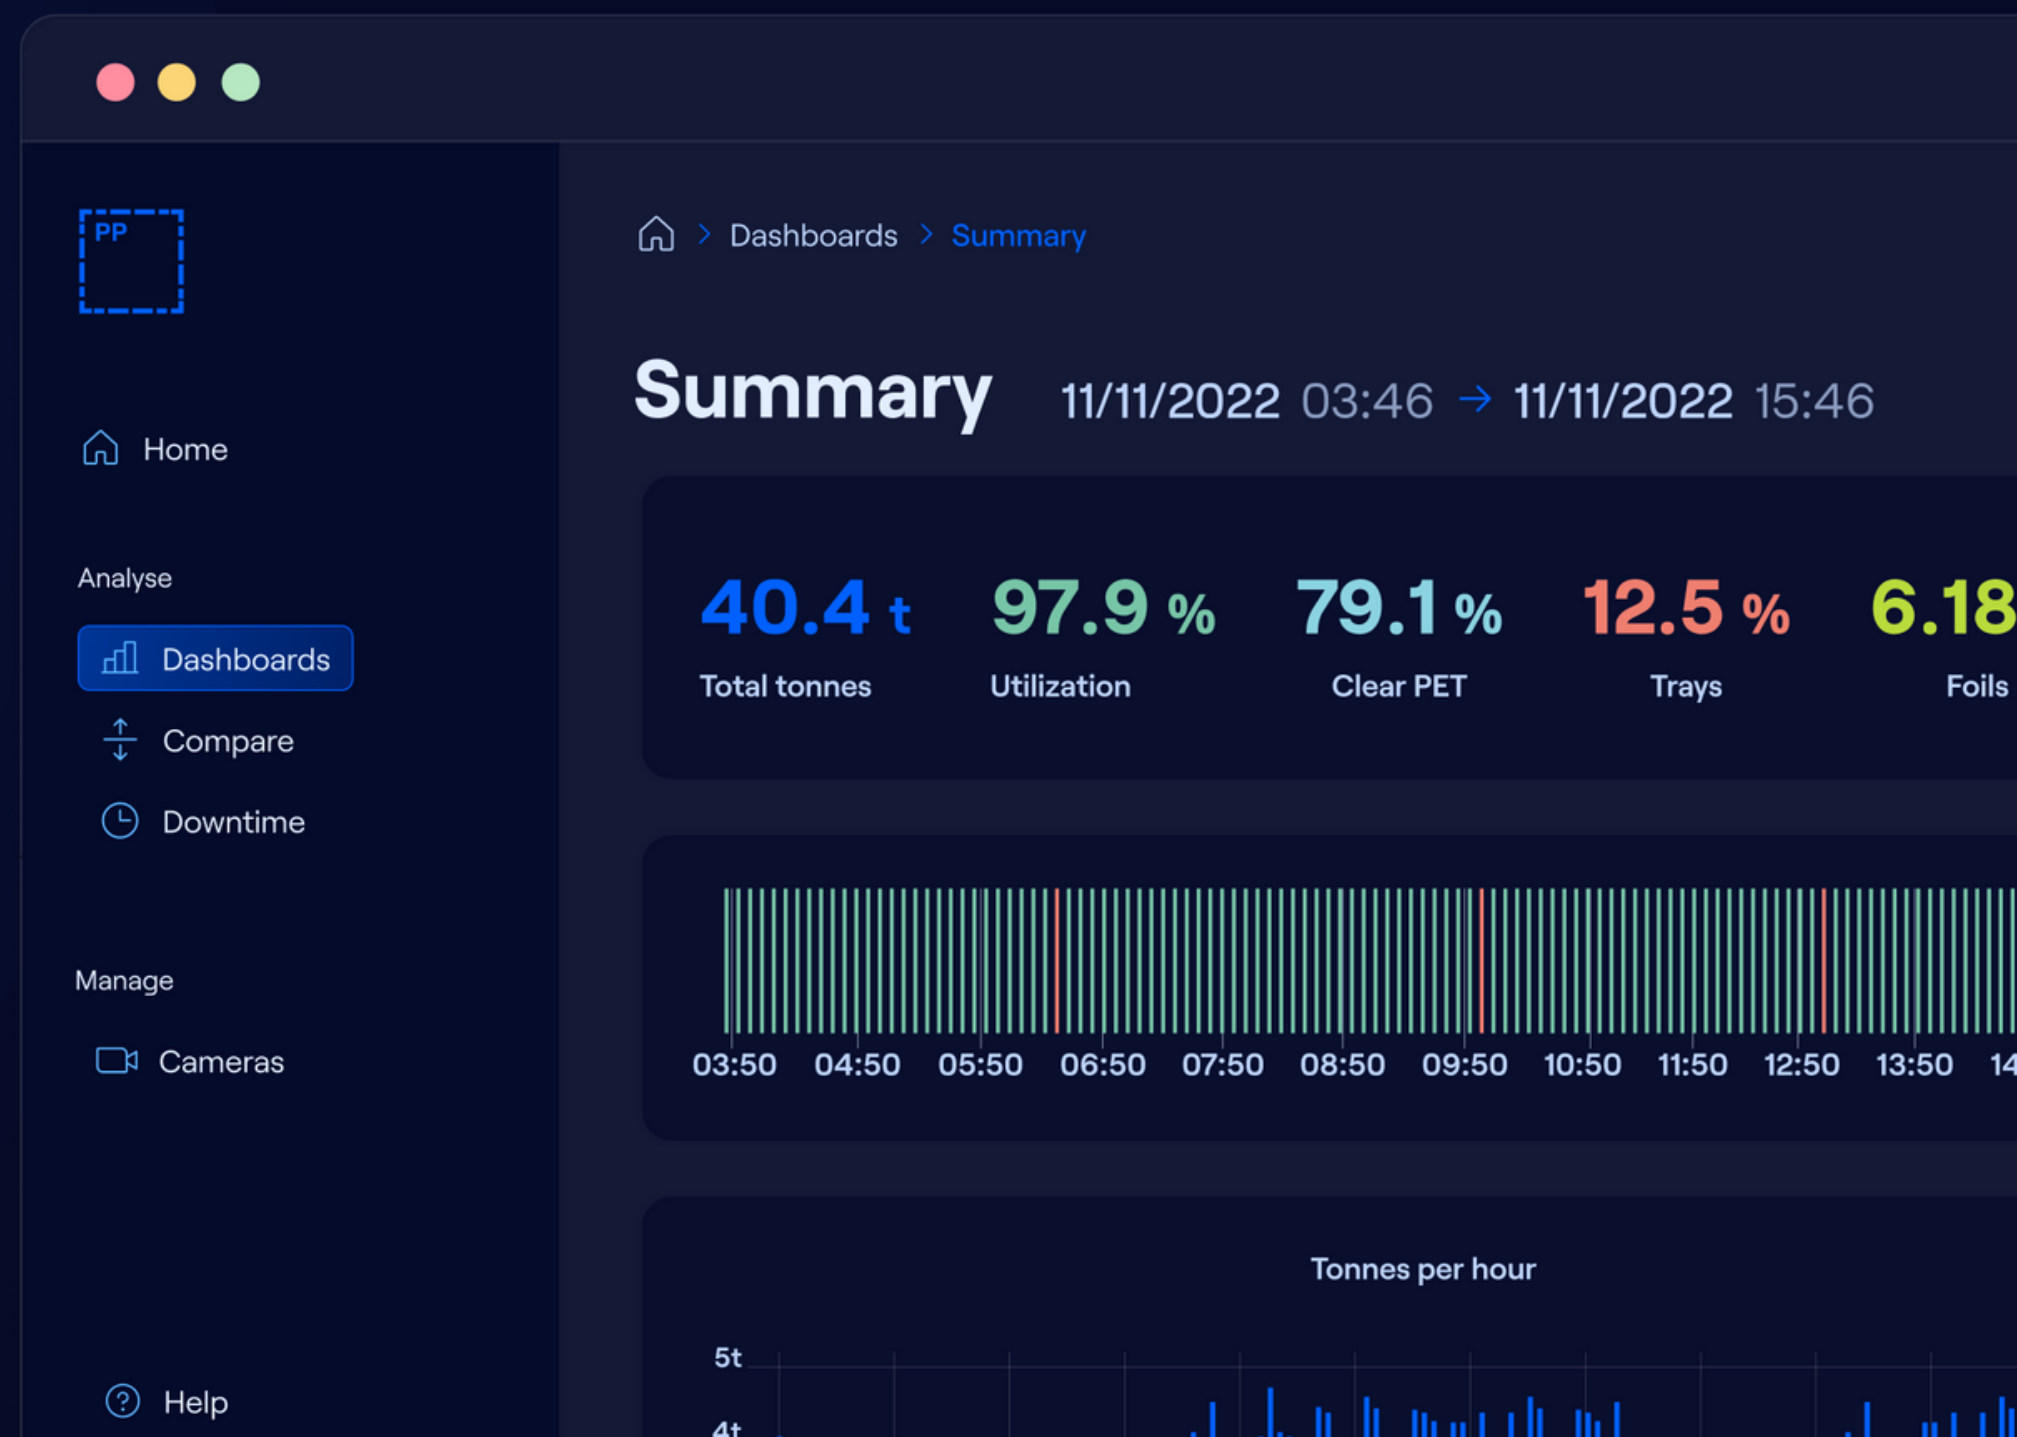 PP
Home
Analyse
Dashboards
Compare
Downtime
Manage
Cameras
Help
Dashboards Summary
Summary 11/11/2022 03:46 → 11/11/2022 15:46
40.4 t 97.9 % 79.1 % 12.5 % 6.18
Total tonnes Utilization Clear PET Trays Foils
03:50 04:50 05:50 06:50 07:50 08:50 09:50 10:50 11:50 12:50 13:50 14
Tonnes per hour
5t
4t